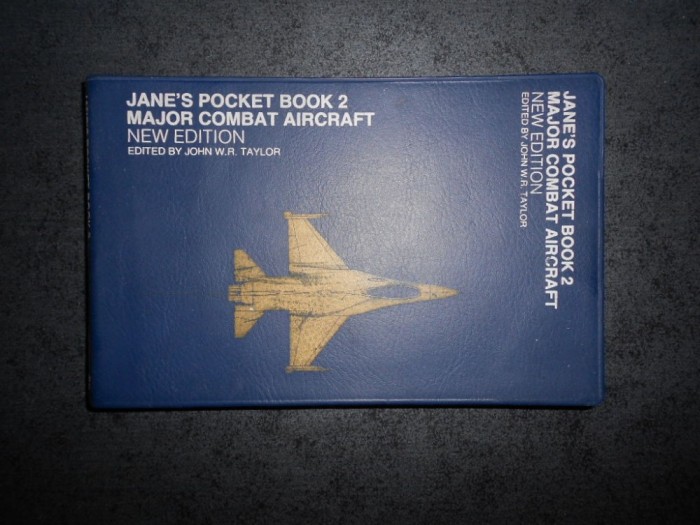 JANE'S POCKET BOOK 2
MAJOR COMBAT AIRCRAFT
NEW EDITION
EDITED BY JOHN W.R. TAYLOR
JANE'S POCKET BOOK 2
MAJOR COMBAT AIRCRAFT
NEW EDITION
EDITED BY JOHN W.R. TAYLOR